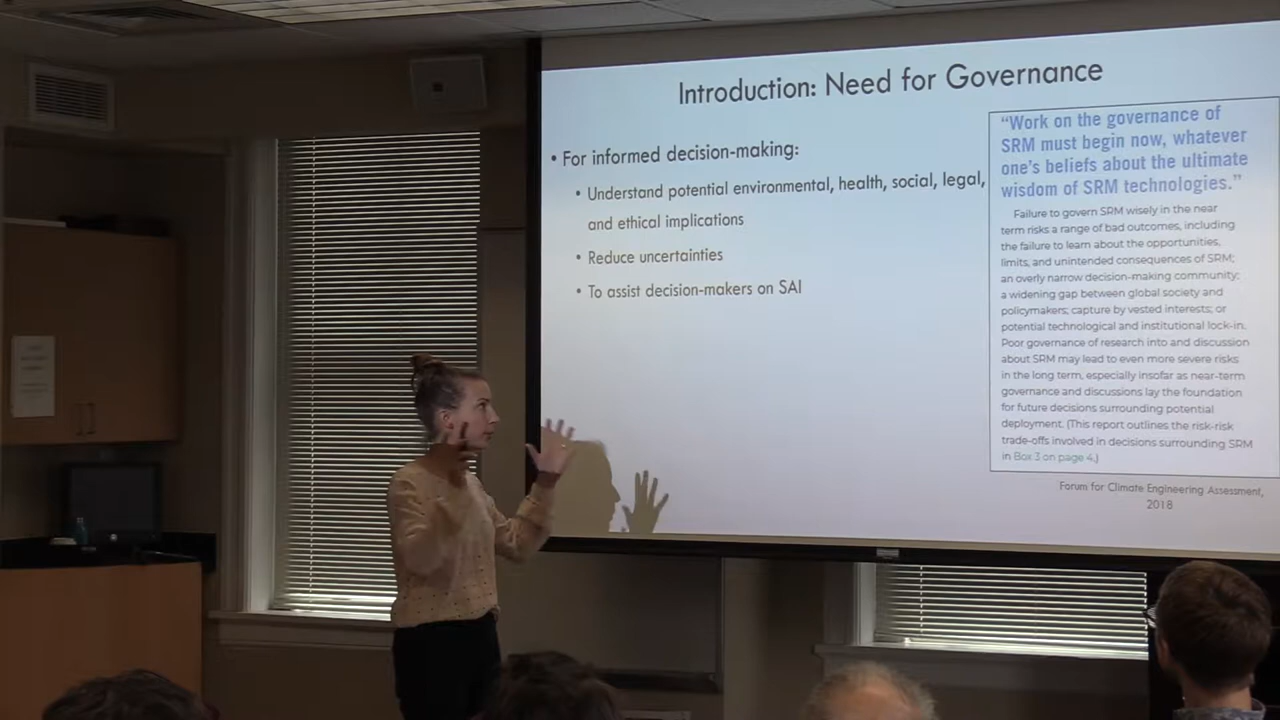 Introduction: Need for Governance
• For informed decision-making:
• Understand potential environmental, health, social, legal,
and ethical implications
• Reduce uncertainties
• To assist decision-makers on SAI
“Work on the governance of
SRM must begin now, whatever
one’s beliefs about the ultimate
wisdom of SRM technologies.”
Failure to govern SRM wisely in the near
term risks a range of bad outcomes, including
the failure to learn about the opportunities,
limits, and unintended consequences of SRM;
an overly narrow decision-making community;
a widening gap between global society and
policymakers; capture by vested interests; or
potential technological and institutional lock-in.
Poor governance of research into and discussion
about SRM may lead to even more severe risks
in the long term, especially insofar as near-term
governance and discussions lay the foundation
for future decisions surrounding potential
deployment. (This report outlines the risk-risk
trade-offs involved in decisions surrounding SRM
in Box 3 on page 4.)
Forum for Climate Engineering Assessment,
2018